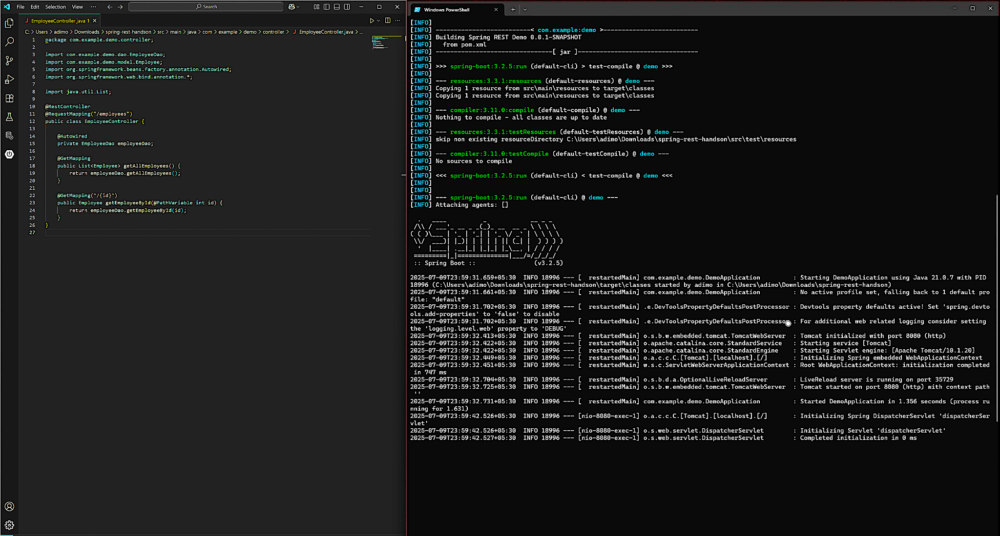 File Edit Selection View ··· Search
EmployeeController.java 1
C: > Users > adimo > Downloads > spring-rest-handson > src > main > java > com > example > demo > controller > EmployeeController.java > ...
1 package com.example.demo.controller;
2
3 import com.example.demo.dao.EmployeeDao;
4 import com.example.demo.model.Employee;
5 import org.springframework.beans.factory.annotation.Autowired;
6 import org.springframework.web.bind.annotation.*;
7
8 import java.util.List;
9
10 @RestController
11 @RequestMapping("/employees")
12 public class EmployeeController {
13
14 @Autowired
15 private EmployeeDao employeeDao;
16
17 @GetMapping
18 public List<Employee> getAllEmployees() {
19 return employeeDao.getAllEmployees();
20 }
21
22 @GetMapping("/{id}")
23 public Employee getEmployeeById(@PathVariable int id) {
24 return employeeDao.getEmployeeById(id);
25 }
26 }
27
Windows PowerShell
[INFO]
[INFO] --------------------------< com.example:demo >--------------------------
[INFO] Building Spring REST Demo 0.0.1-SNAPSHOT
[INFO]   from pom.xml
[INFO] --------------------------------[ jar ]---------------------------------
[INFO]
[INFO] >>> spring-boot:3.2.5:run (default-cli) > test-compile @ demo >>>
[INFO]
[INFO] --- resources:3.3.1:resources (default-resources) @ demo ---
[INFO] Copying 1 resource from src\main\resources to target\classes
[INFO] Copying 1 resource from src\main\resources to target\classes
[INFO]
[INFO] --- compiler:3.11.0:compile (default-compile) @ demo ---
[INFO] Nothing to compile - all classes are up to date
[INFO]
[INFO] --- resources:3.3.1:testResources (default-testResources) @ demo ---
[INFO] skip non existing resourceDirectory C:\Users\adimo\Downloads\spring-rest-handson\src\test\resources
[INFO]
[INFO] --- compiler:3.11.0:testCompile (default-testCompile) @ demo ---
[INFO] No sources to compile
[INFO]
[INFO] <<< spring-boot:3.2.5:run (default-cli) < test-compile @ demo <<<
[INFO]
[INFO]
[INFO] --- spring-boot:3.2.5:run (default-cli) @ demo ---
[INFO] Attaching agents: []
Spring
:: Spring Boot :: (v3.2.5)
2025-07-09T23:59:31.659+05:30  INFO 18996 --- [  restartedMain] com.example.demo.DemoApplication         : Starting DemoApplication using Java 21.0.7 with PID
18996 (C:\Users\adimo\Downloads\spring-rest-handson\target\classes started by adimo in C:\Users\adimo\Downloads\spring-rest-handson)
2025-07-09T23:59:31.661+05:30  INFO 18996 --- [  restartedMain] com.example.demo.DemoApplication         : No active profile set, falling back to 1 default pro
file: "default"
2025-07-09T23:59:31.702+05:30  INFO 18996 --- [  restartedMain] .e.DevToolsPropertyDefaultsPostProcessor : Devtools property defaults active! Set 'spring.devto
ols.add-properties' to 'false' to disable
2025-07-09T23:59:31.702+05:30  INFO 18996 --- [  restartedMain] .e.DevToolsPropertyDefaultsPostProcessor : For additional web related logging consider setting
the 'logging.level.web' property to 'DEBUG'
2025-07-09T23:59:32.413+05:30  INFO 18996 --- [  restartedMain] o.s.b.w.embedded.tomcat.TomcatWebServer  : Tomcat initialized with port 8080 (http)
2025-07-09T23:59:32.422+05:30  INFO 18996 --- [  restartedMain] o.apache.catalina.core.StandardService   : Starting service [Tomcat]
2025-07-09T23:59:32.422+05:30  INFO 18996 --- [  restartedMain] o.apache.catalina.core.StandardEngine    : Starting Servlet engine: [Apache Tomcat/10.1.20]
2025-07-09T23:59:32.449+05:30  INFO 18996 --- [  restartedMain] o.a.c.c.C.[Tomcat].[localhost].[/]       : Initializing Spring embedded WebApplicationContext
2025-07-09T23:59:32.451+05:30  INFO 18996 --- [  restartedMain] w.s.c.ServletWebServerApplicationContext : Root WebApplicationContext: initialization completed
 in 747 ms
2025-07-09T23:59:32.704+05:30  INFO 18996 --- [  restartedMain] o.s.b.d.a.OptionalLiveReloadServer       : LiveReload server is running on port 35729
2025-07-09T23:59:32.725+05:30  INFO 18996 --- [  restartedMain] o.s.b.w.embedded.tomcat.TomcatWebServer  : Tomcat started on port 8080 (http) with context path
 ''
2025-07-09T23:59:32.731+05:30  INFO 18996 --- [  restartedMain] com.example.demo.DemoApplication         : Started DemoApplication in 1.356 seconds (process ru
nning for 1.631)
2025-07-09T23:59:42.526+05:30  INFO 18996 --- [nio-8080-exec-1] o.a.c.c.C.[Tomcat].[localhost].[/]       : Initializing Spring DispatcherServlet 'dispatcherSer
vlet'
2025-07-09T23:59:42.526+05:30  INFO 18996 --- [nio-8080-exec-1] o.s.web.servlet.DispatcherServlet        : Initializing Servlet 'dispatcherServlet'
2025-07-09T23:59:42.527+05:30  INFO 18996 --- [nio-8080-exec-1] o.s.web.servlet.DispatcherServlet        : Completed initialization in 0 ms